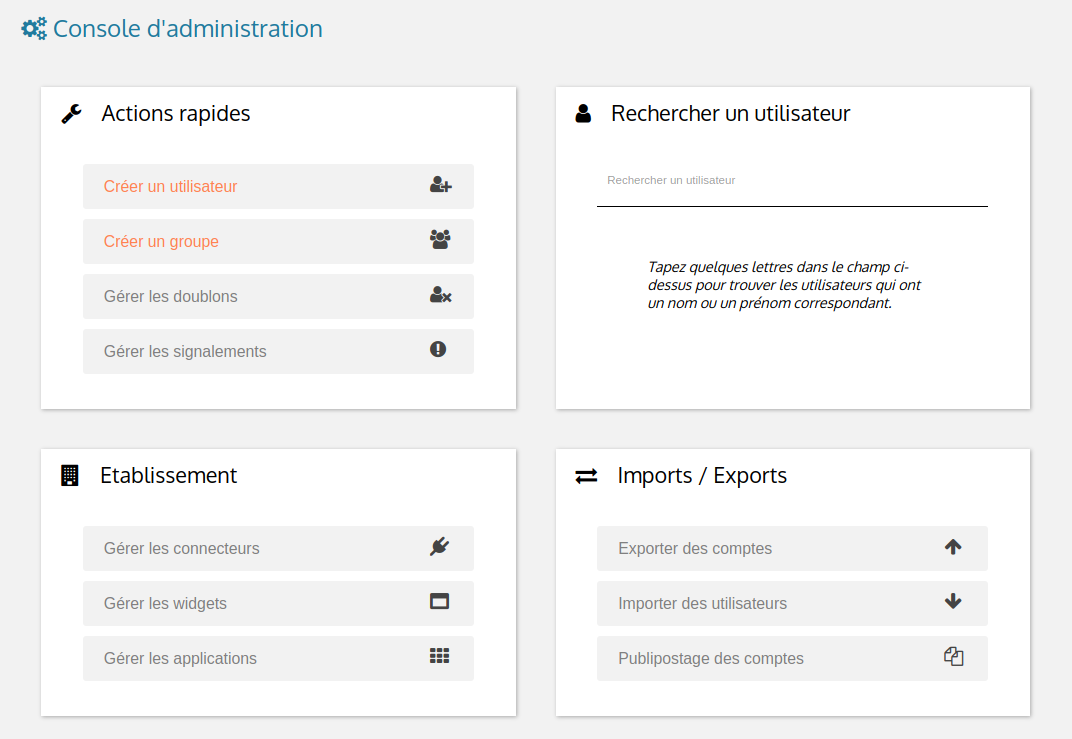 Console d'administration
Actions rapides
Créer un utilisateur
Créer un groupe
Gérer les doublons
Gérer les signalements
Rechercher un utilisateur
Rechercher un utilisateur
Tapez quelques lettres dans le champ ci-
dessus pour trouver les utilisateurs qui ont
un nom ou un prénom correspondant.
Etablissement
Gérer les connecteurs
Gérer les widgets
Gérer les applications
Imports / Exports
Exporter des comptes
Importer des utilisateurs
Publipostage des comptes